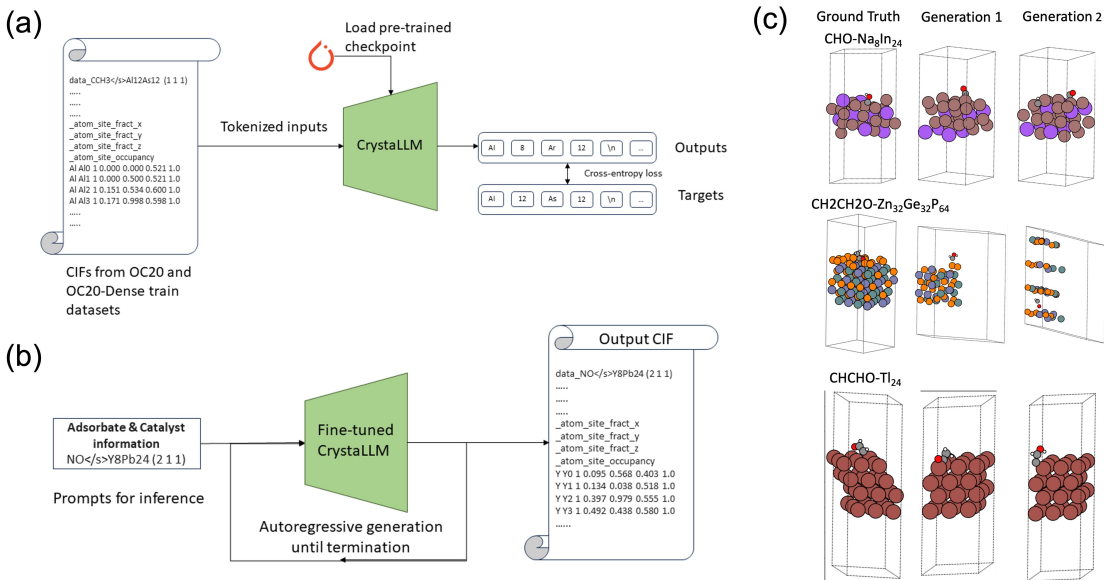 (a)
data_CCH3</s>Al12As12 (1 1 1)
.....
.....
.....
_atom_site_fract_x
_atom_site_fract_y
_atom_site_fract_z
_atom_site_occupancy
Al Al0 1 0.000 0.000 0.521 1.0
Al Al1 1 0.000 0.500 0.521 1.0
Al Al2 1 0.151 0.534 0.600 1.0
Al Al3 1 0.171 0.998 0.598 1.0
.....
.....
CIFs from OC20 and
OC20-Dense train
datasets
Load pre-trained
checkpoint
Tokenized inputs
CrystaLLM
Al 8 Ar 12 \n ...
Outputs
Cross-entropy loss
Al 12 As 12 \n ...
Targets
(b)
Adsorbate & Catalyst
information
NO</s>Y8Pb24 (2 1 1)
Prompts for inference
Fine-tuned
CrystaLLM
Autoregressive generation
until termination
Output CIF
data_NO</s>Y8Pb24 (2 1 1)
.....
.....
.....
_atom_site_fract_x
_atom_site_fract_y
_atom_site_fract_z
_atom_site_occupancy
Y Y0 1 0.095 0.568 0.403 1.0
Y Y1 1 0.134 0.038 0.518 1.0
Y Y2 1 0.397 0.979 0.555 1.0
Y Y3 1 0.492 0.438 0.580 1.0
......
(c)
Ground Truth Generation 1 Generation 2
CHO-Na₈In₂₄
CH2CH2O-Zn₃₂Ge₃₂P₆₄
CHCHO-Tl₂₄